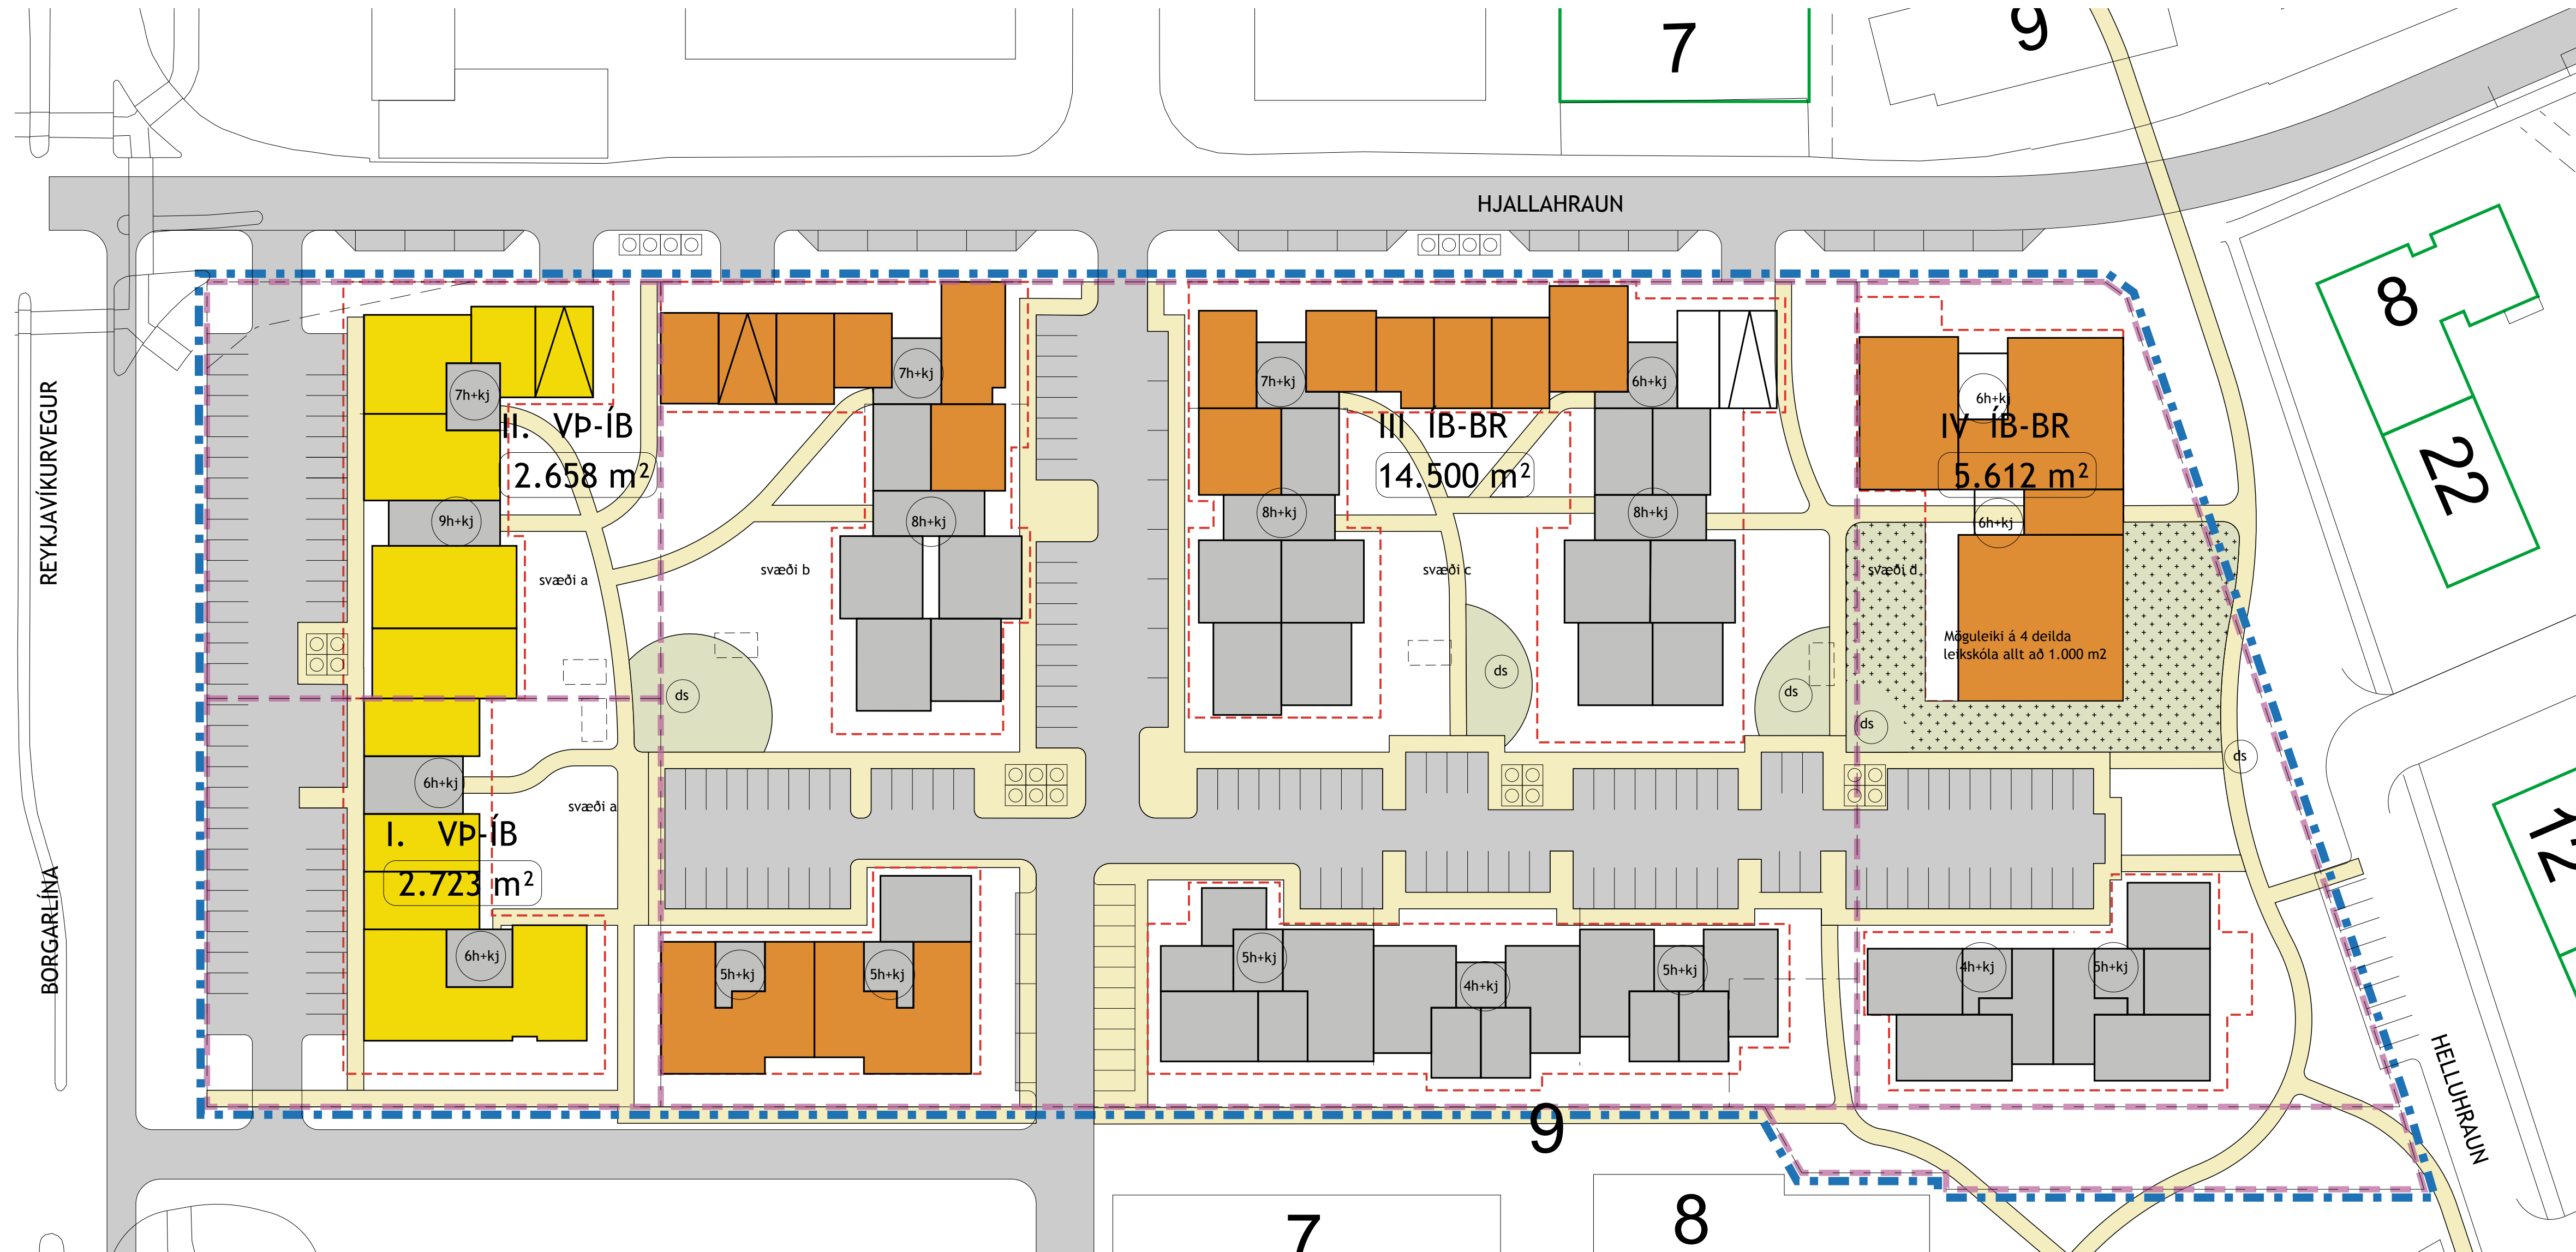 7
9
HJALLAHRAUN
8
22
REYKJAVÍKURVEGUR
BORGARLÍNA
7h+kj
II. VÞ-ÍB
2.658 m²
9h+kj
svæði a
7h+kj
8h+kj
svæði b
ds
7h+kj
6h+kj
III ÍB-BR
14.500 m²
8h+kj
8h+kj
svæði c
ds
ds
6h+kj
IV ÍB-BR
5.612 m²
6h+kj
svæði d
Möguleiki á 4 deilda
leikskóla allt að 1.000 m2
ds
ds
6h+kj
svæði a
I. VÞ-ÍB
2.723 m²
6h+kj
5h+kj
5h+kj
5h+kj
4h+kj
5h+kj
4h+kj
5h+kj
12
HELLUHRAUN
9
7
8